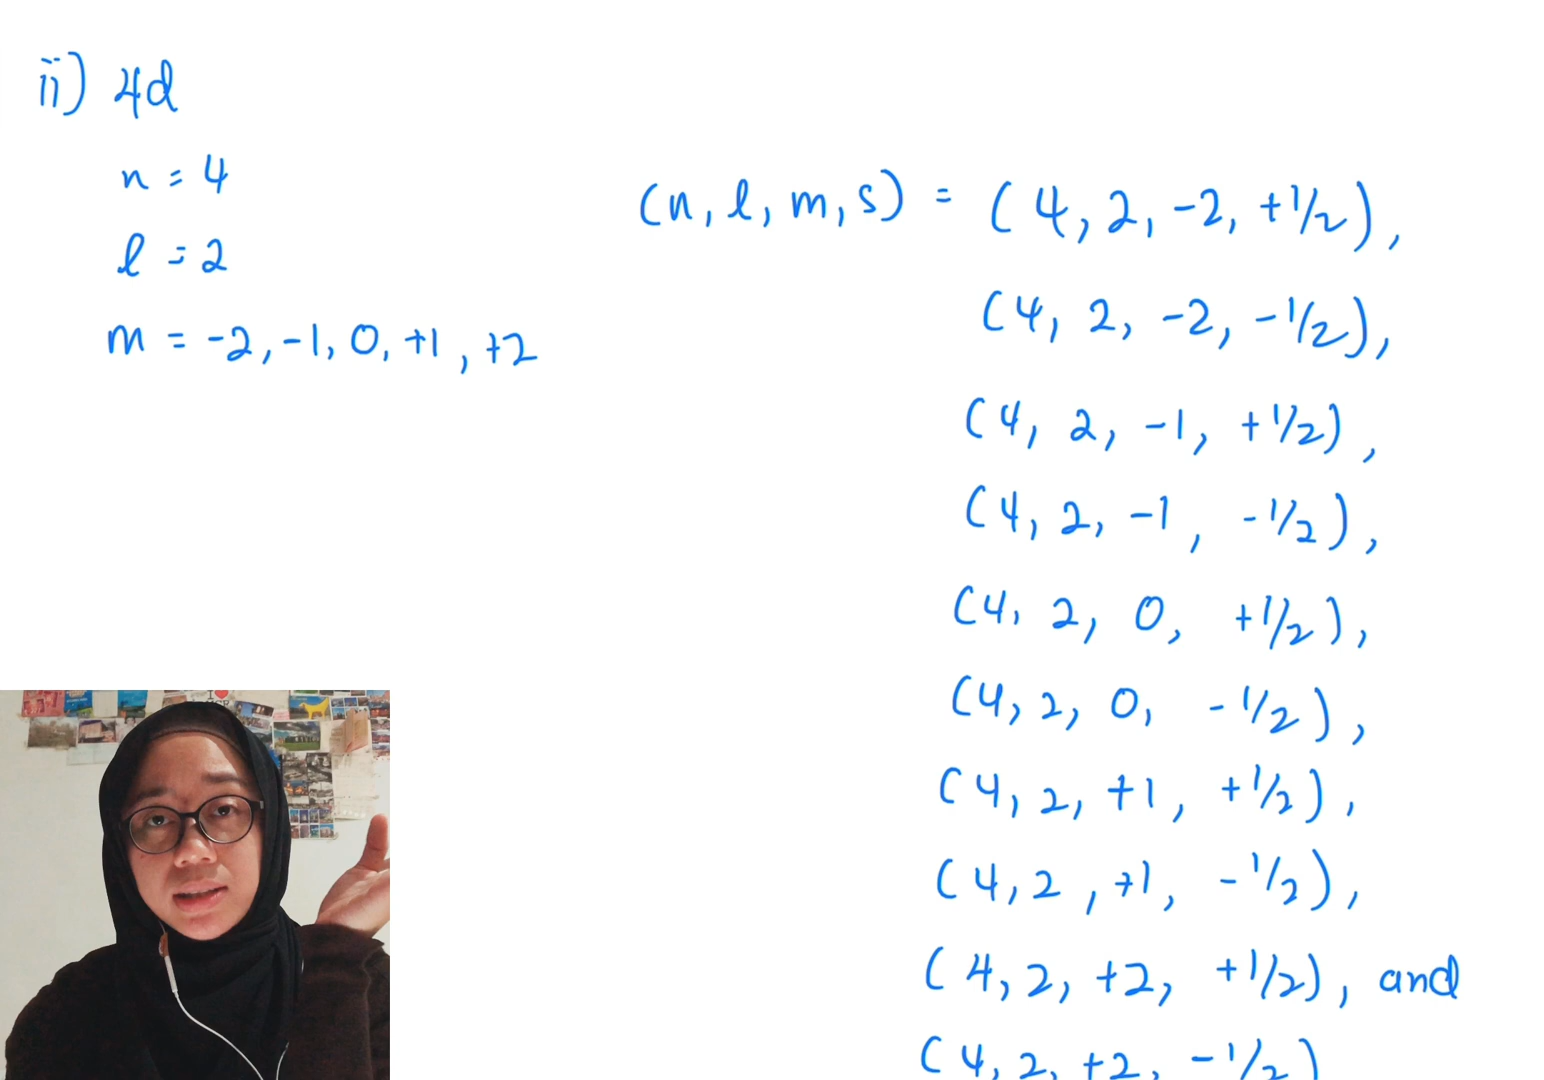 ii) 4d
n = 4
l = 2
m = -2, -1, 0, +1, +2
(n, l, m, s) = (4, 2, -2, +1/2),
(4, 2, -2, -1/2),
(4, 2, -1, +1/2),
(4, 2, -1, -1/2),
(4, 2, 0, +1/2),
(4, 2, 0, -1/2),
(4, 2, +1, +1/2),
(4, 2, +1, -1/2),
(4, 2, +2, +1/2), and
(4, 2, +2, -1/2)